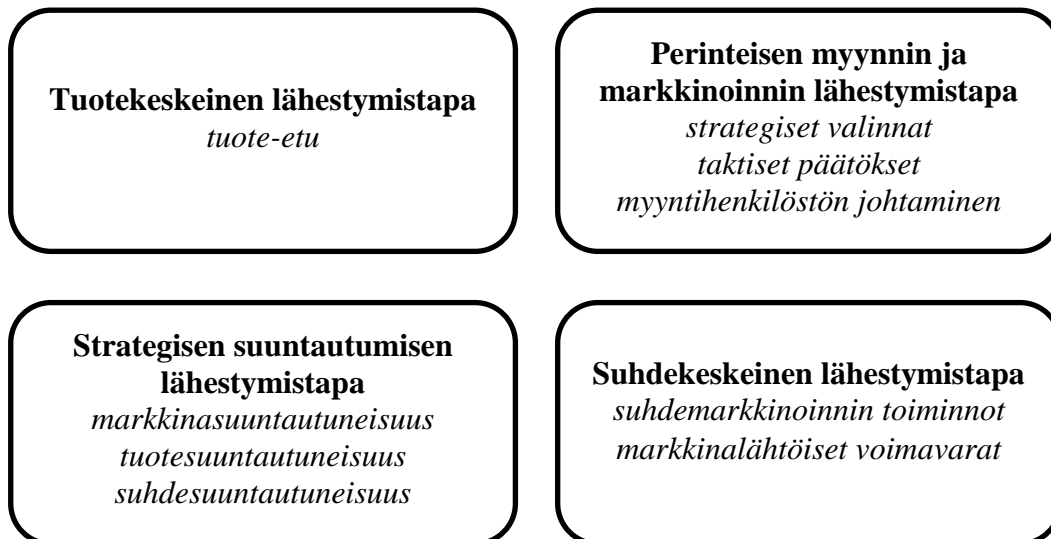 Tuotekeskeinen lähestymistapa
tuote-etu
Perinteisen myynnin ja
markkinoinnin lähestymistapa
strategiset valinnat
taktiset päätökset
myyntihenkilöstön johtaminen
Strategisen suuntautumisen
lähestymistapa
markkinasuuntautuneisuus
tuotesuuntautuneisuus
suhdesuuntautuneisuus
Suhdekeskeinen lähestymistapa
suhdemarkkinoinnin toiminnot
markkinalähtöiset voimavarat